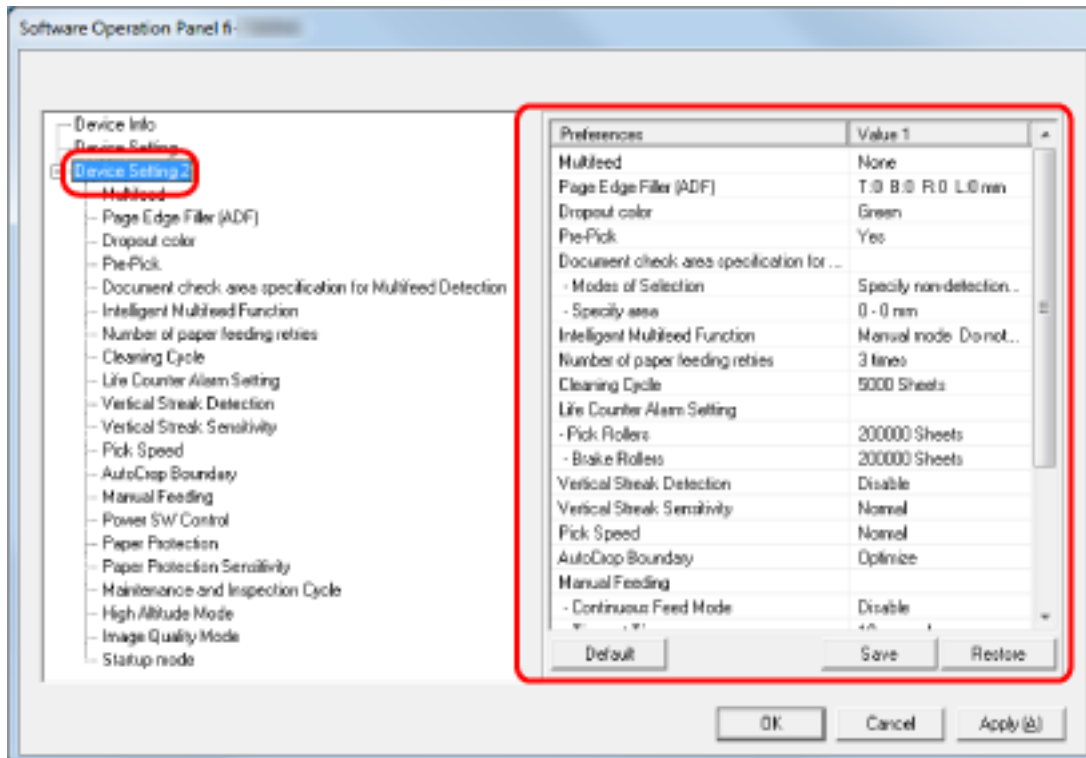 Software Operation Panel fi-
Device Info
Device Setting
Device Setting 2
Multifeed
Page Edge Filler (ADF)
Dropout color
Pre-Pick
Document check area specification for Multifeed Detection
Intelligent Multifeed Function
Number of paper feeding retries
Cleaning Cycle
Life Counter Alarm Setting
Vertical Streak Detection
Vertical Streak Sensitivity
Pick Speed
AutoCrop Boundary
Manual Feeding
Power SW Control
Paper Protection
Paper Protection Sensitivity
Maintenance and Inspection Cycle
High Altitude Mode
Image Quality Mode
Startup mode
Preferences Value 1
Multifeed None
Page Edge Filler (ADF) T:0 B:0 R:0 L:0 mm
Dropout color Green
Pre-Pick Yes
Document check area specification for ...
- Modes of Selection Specify non-detection...
- Specify area 0 - 0 mm
Intelligent Multifeed Function Manual mode Do not...
Number of paper feeding retries 3 times
Cleaning Cycle 5000 Sheets
Life Counter Alarm Setting
- Pick Rollers 200000 Sheets
- Brake Rollers 200000 Sheets
Vertical Streak Detection Disable
Vertical Streak Sensitivity Normal
Pick Speed Normal
AutoCrop Boundary Optimize
Manual Feeding
- Continuous Feed Mode Disable
Default Save Restore
OK Cancel Apply (A)